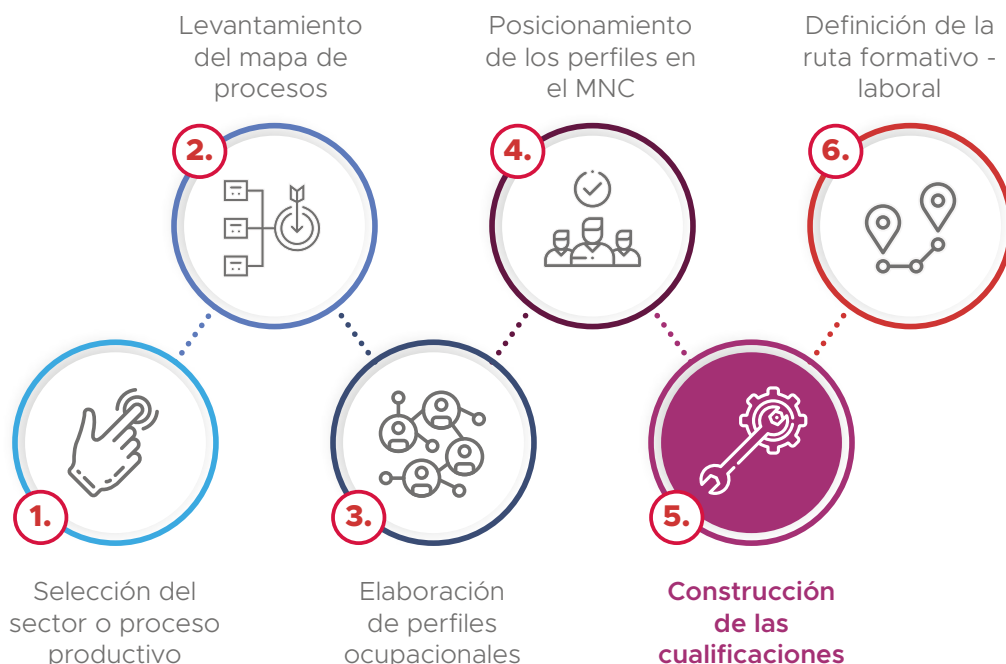 Levantamiento
del mapa de
procesos
Posicionamiento
de los perfiles en
el MNC
Definición de la
ruta formativo -
laboral
2.
4.
6.
1.
3.
5.
Selección del
sector o proceso
productivo
Elaboración
de perfiles
ocupacionales
Construcción
de las
cualificaciones